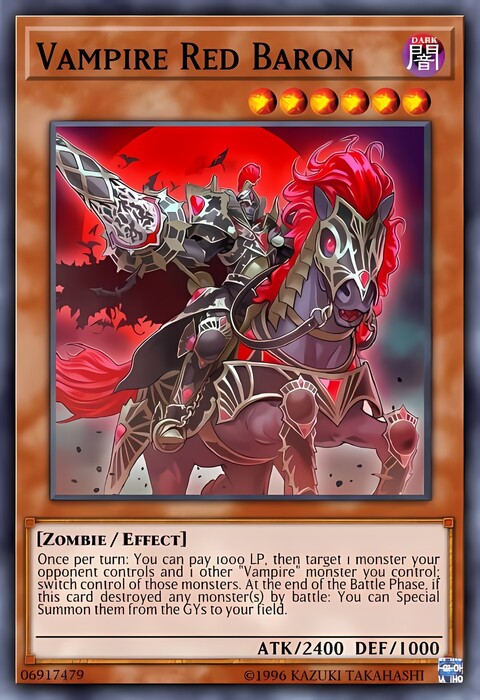 VAMPIRE RED BARON
DARK
闇
[ZOMBIE / EFFECT]
Once per turn: You can pay 1000 LP, then target 1 monster your
opponent controls and 1 other "Vampire" monster you control;
switch control of those monsters. At the end of the Battle Phase, if
this card destroyed any monster(s) by battle: You can Special
Summon them from the GYs to your field.
ATK/2400 DEF/1000
06917479
©1996 KAZUKI TAKAHASHI